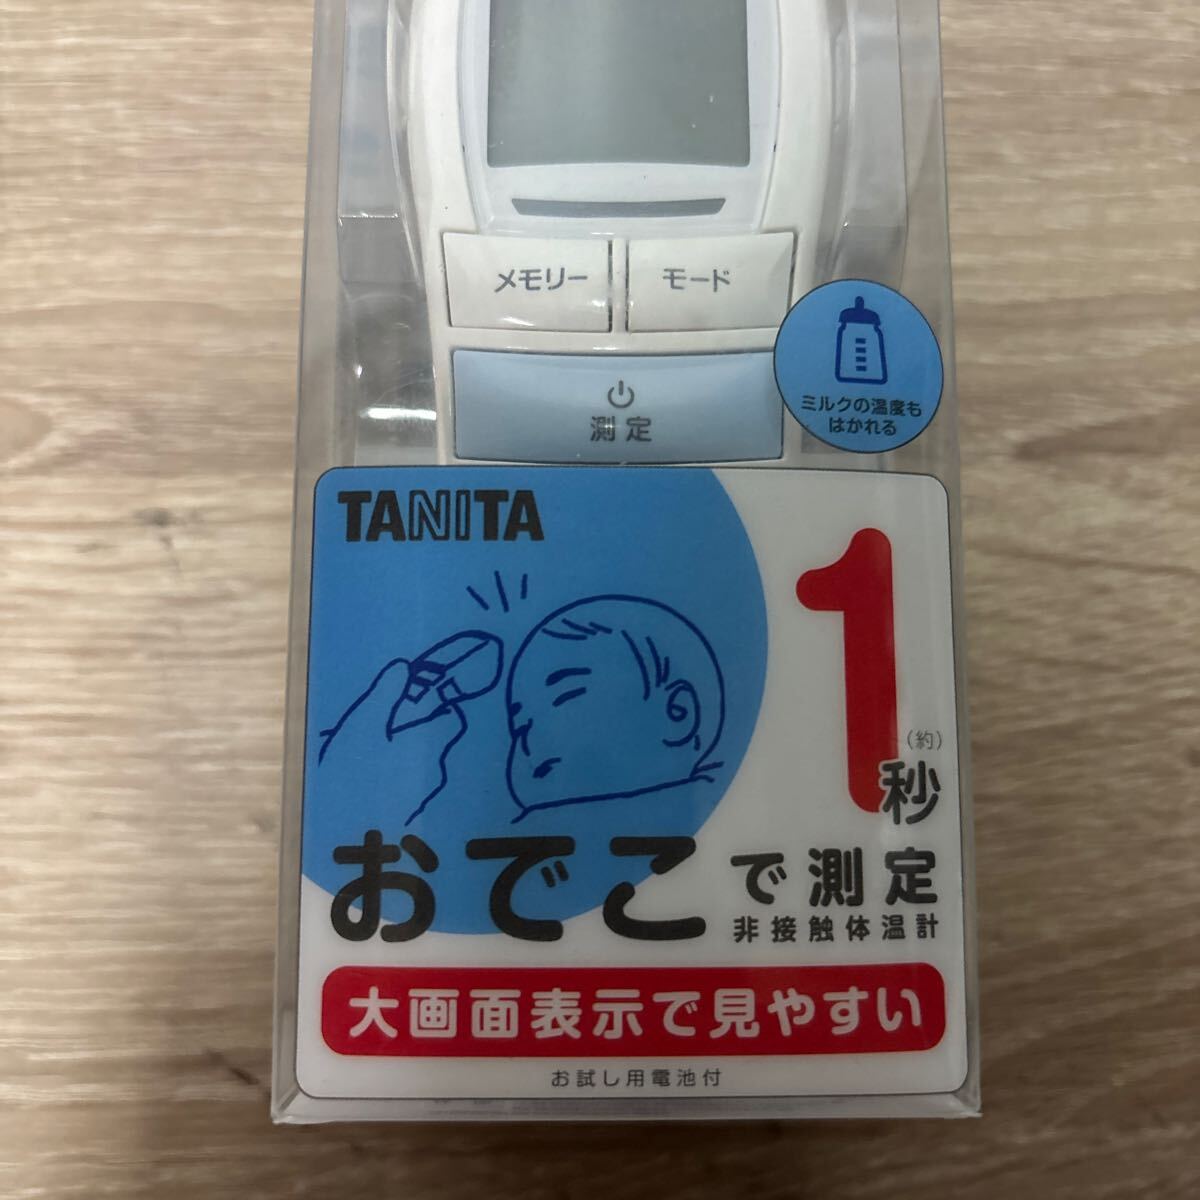 メモリー
モード
測定
ミルクの温度も
はかれる
TANITA
1
(約)
秒
おでこで測定
非接触体温計
大画面表示で見やすい
お試し用電池付